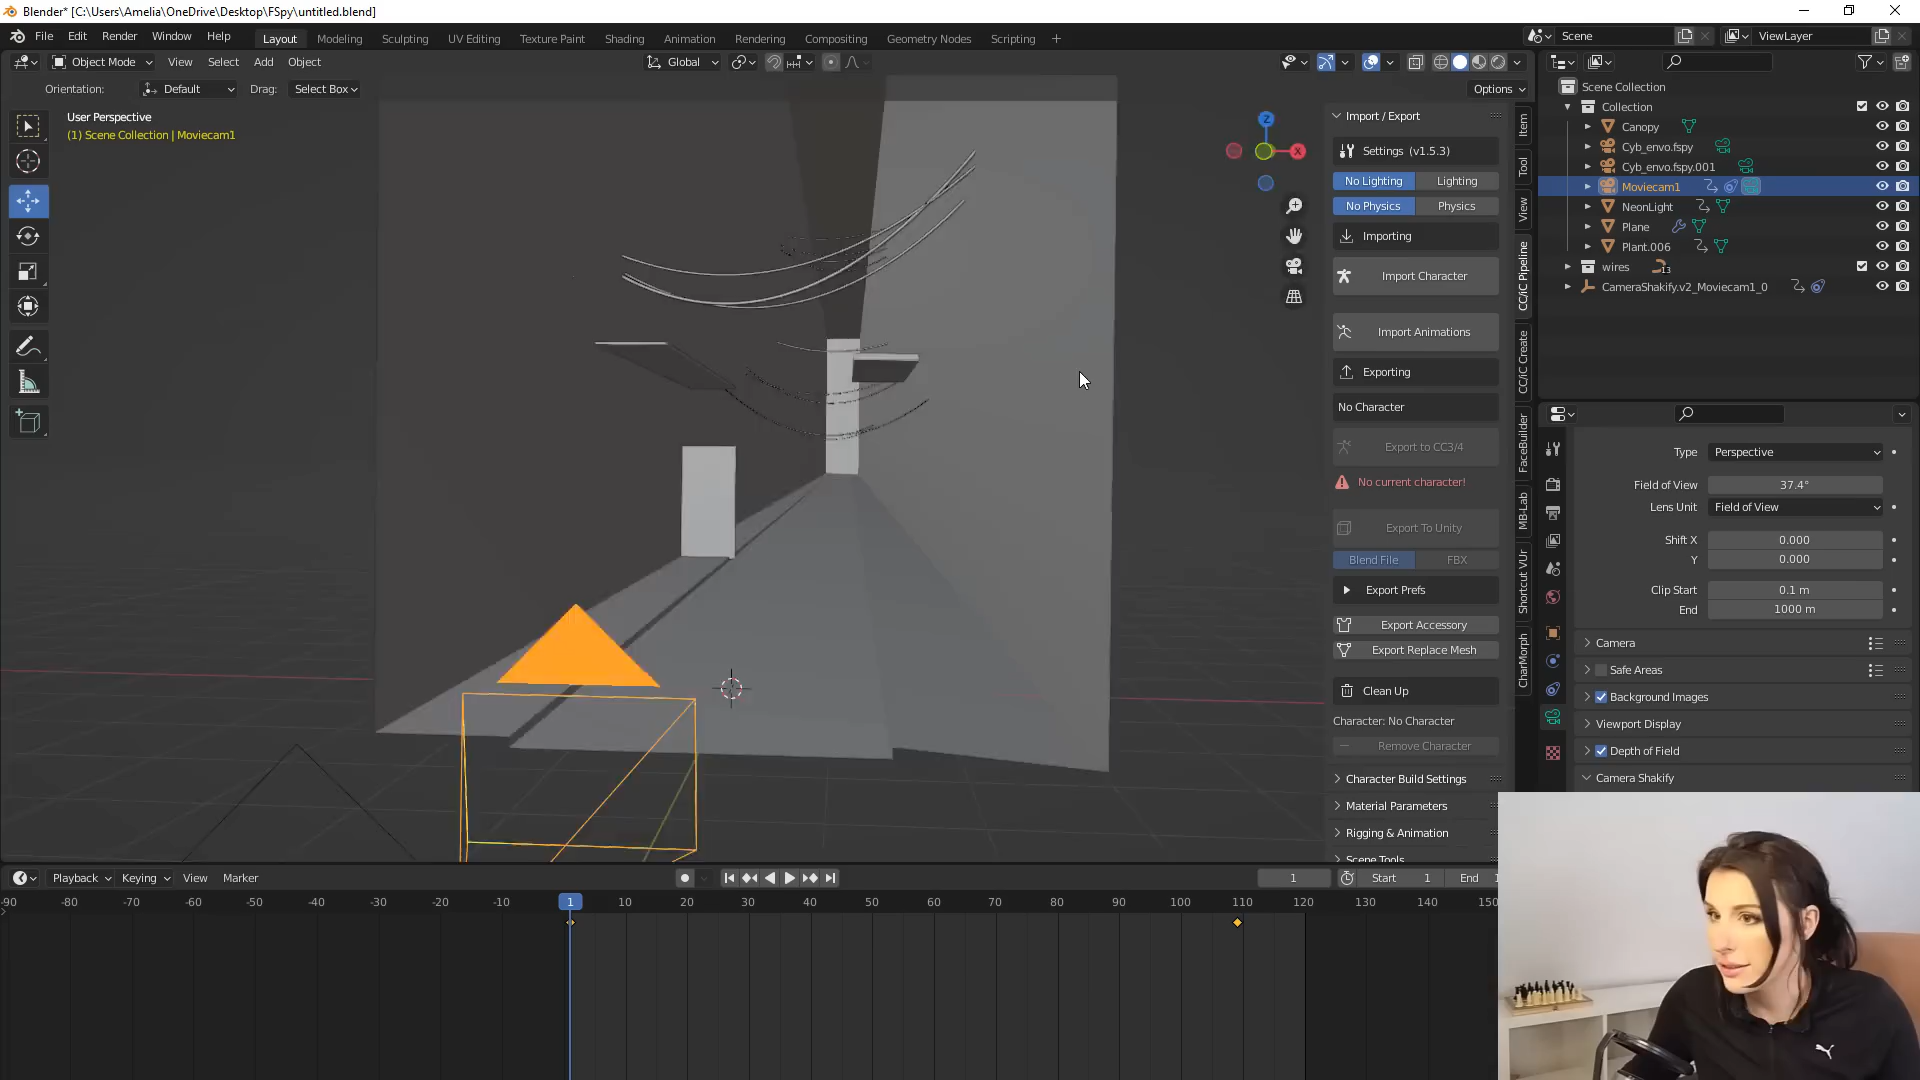 Blender* [C:\Users\Amelia\OneDrive\Desktop\FSpy\untitled.blend]
File Edit Render Window Help
Layout Modeling Sculpting UV Editing Texture Paint Shading Animation Rendering Compositing Geometry Nodes Scripting +
Scene ViewLayer
Object Mode View Select Add Object Global
Orientation: Default Drag: Select Box Options
User Perspective
(1) Scene Collection | Moviecam1
Z
X
Import / Export
Settings (v1.5.3)
No Lighting Lighting
No Physics Physics
Importing
Import Character
Import Animations
Exporting
No Character
Export to CC3/4
No current character!
Export To Unity
Blend File FBX
Export Prefs
Export Accessory
Export Replace Mesh
Clean Up
Character: No Character
Remove Character
Character Build Settings
Material Parameters
Rigging & Animation
Scene Tools
Item
Tool
View
CC/iC Pipeline
CC/iC Create
FaceBuilder
MB-Lab
Shortcut VUr
CharMorph
Scene Collection
Collection
Canopy
Cyb_envo.fspy
Cyb_envo.fspy.001
Moviecam1
NeonLight
Plane
Plant.006
wires 13
CameraShakify.v2_Moviecam1_0
Type Perspective
Field of View 37.4°
Lens Unit Field of View
Shift X 0.000
Y 0.000
Clip Start 0.1 m
End 1000 m
Camera
Safe Areas
Background Images
Viewport Display
Depth of Field
Camera Shakify
Playback Keying View Marker 1 Start 1 End 1
-90 -80 -70 -60 -50 -40 -30 -20 -10 1 10 20 30 40 50 60 70 80 90 100 110 120 130 140 150